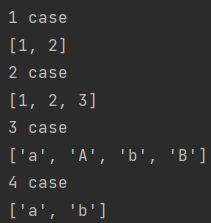 1 case
[1, 2]
2 case
[1, 2, 3]
3 case
['a', 'A', 'b', 'B']
4 case
['a', 'b']